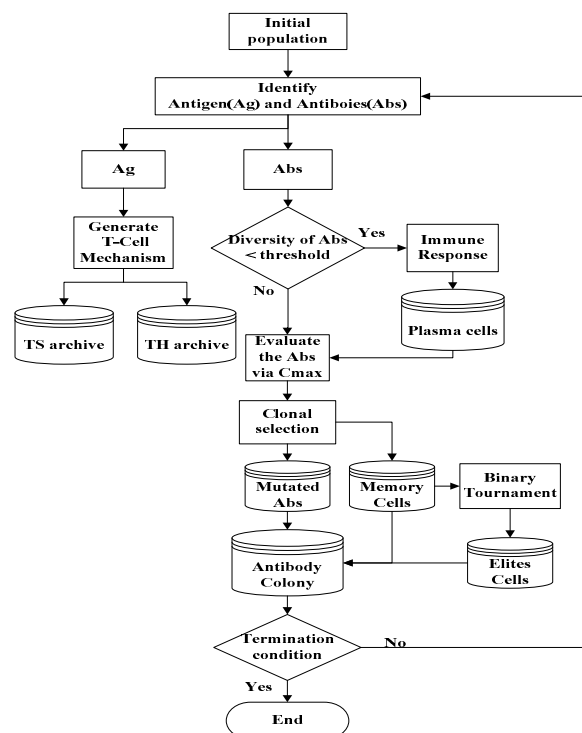 Initial
population
Identify
Antigen(Ag) and Antiboies(Abs)
Ag
Abs
Generate
T-Cell
Mechanism
Diversity of Abs
< threshold
Yes
Immune
Response
No
TS archive
TH archive
Plasma cells
Evaluate
the Abs
via Cmax
Clonal
selection
Mutated
Abs
Memory
Cells
Binary
Tournament
Antibody
Colony
Elites
Cells
Termination
condition
No
Yes
End